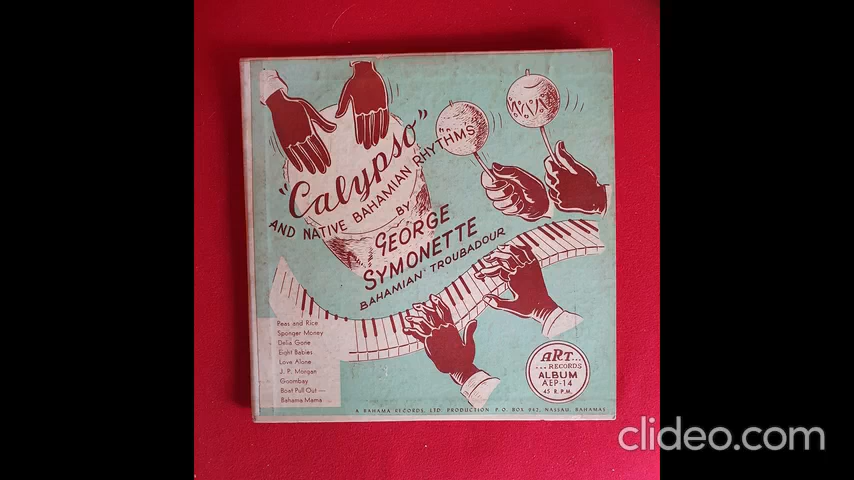 "Calypso"
AND NATIVE BAHAMIAN RHYTHMS
BY
GEORGE
SYMONETTE
BAHAMIAN TROUBADOUR
Peas and Rice
Sponger Money
Delia Gone
Eight Babies
Love Alone
J. P. Morgan
Goombay
Boat Pull Out —
Bahama Mama
ART...
...RECORDS
ALBUM
AEP-14
45 R.P.M.
A BAHAMA RECORDS, LTD. PRODUCTION P.O. BOX 862, NASSAU, BAHAMAS
clideo.com